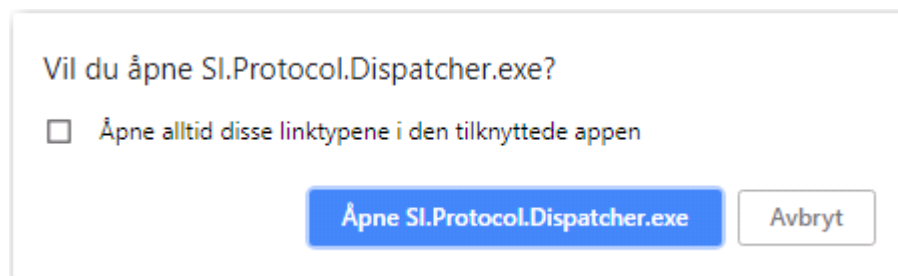 Vil du åpne SI.Protocol.Dispatcher.exe?
Åpne alltid disse linktypene i den tilknyttede appen
Åpne SI.Protocol.Dispatcher.exe
Avbryt